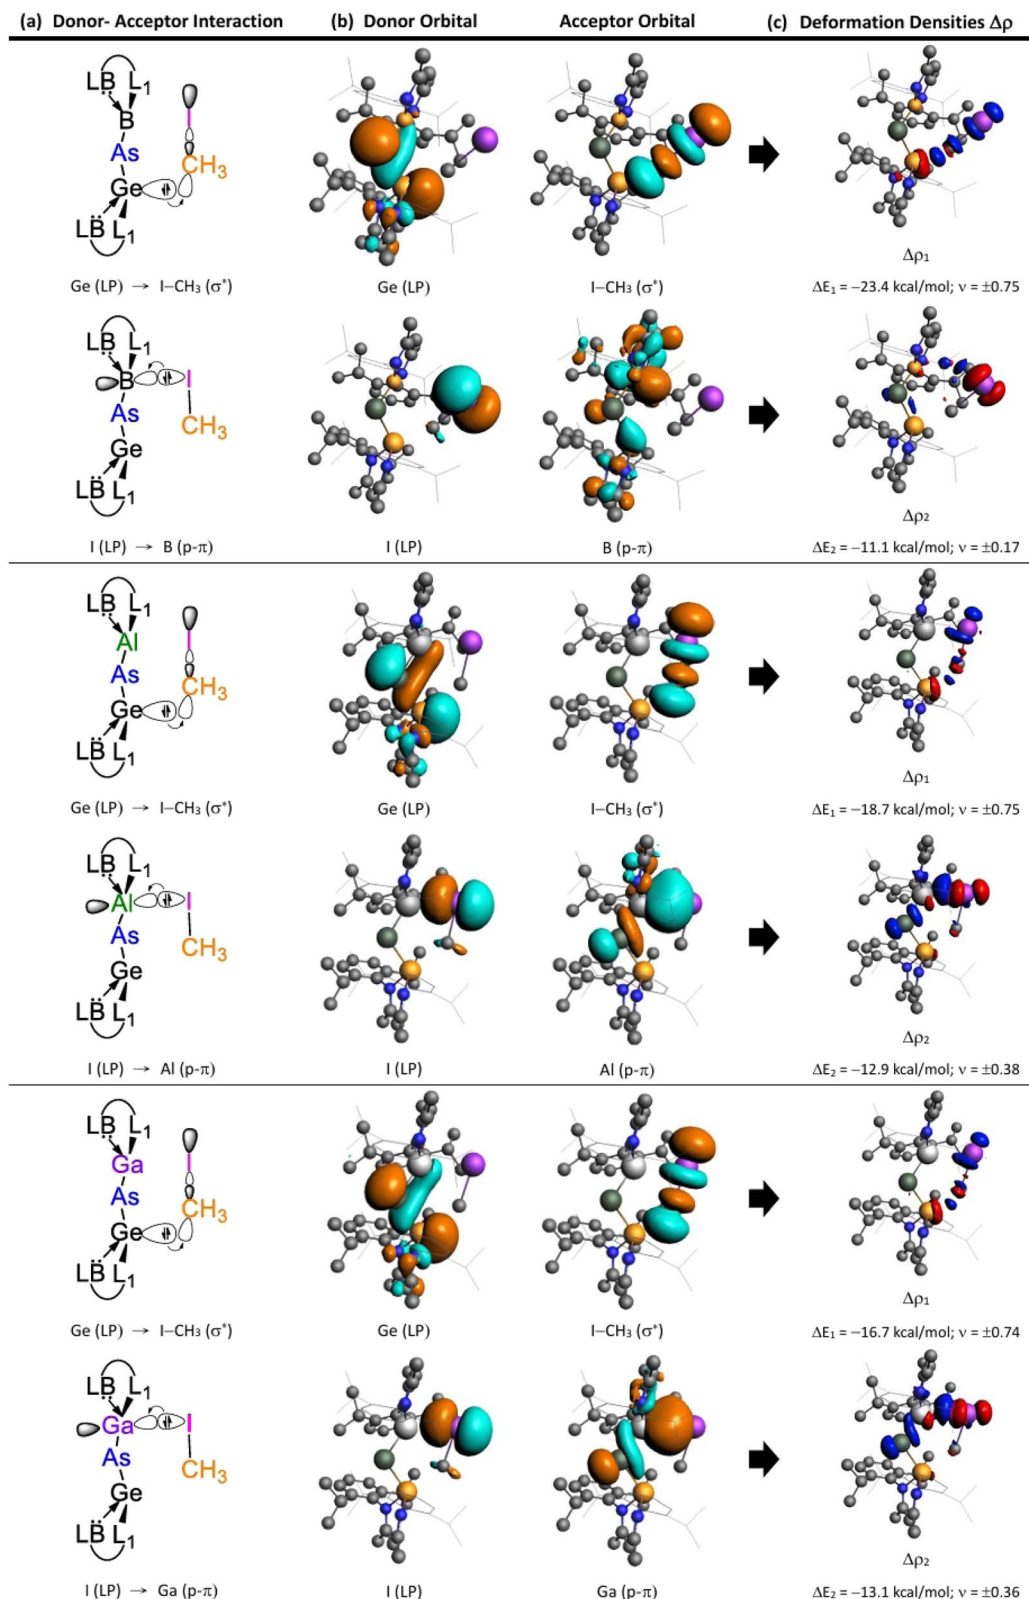 (a) Donor- Acceptor Interaction (b) Donor Orbital Acceptor Orbital (c) Deformation Densities Δρ
LB̈ L₁
B I
As
CH₃
Ge
LB̈ L₁
Δρ₁
Ge (LP) → I–CH₃ (σ*) Ge (LP) I–CH₃ (σ*) ΔE₁ = −23.4 kcal/mol; ν = ±0.75
LB̈ L₁
B I
As
CH₃
Ge
LB̈ L₁
Δρ₂
I (LP) → B (p-π) I (LP) B (p-π) ΔE₂ = −11.1 kcal/mol; ν = ±0.17
LB̈ L₁
Al I
As
CH₃
Ge
LB̈ L₁
Δρ₁
Ge (LP) → I–CH₃ (σ*) Ge (LP) I–CH₃ (σ*) ΔE₁ = −18.7 kcal/mol; ν = ±0.75
LB̈ L₁
Al I
As
CH₃
Ge
LB̈ L₁
Δρ₂
I (LP) → Al (p-π) I (LP) Al (p-π) ΔE₂ = −12.9 kcal/mol; ν = ±0.38
LB̈ L₁
Ga I
As
CH₃
Ge
LB̈ L₁
Δρ₁
Ge (LP) → I–CH₃ (σ*) Ge (LP) I–CH₃ (σ*) ΔE₁ = −16.7 kcal/mol; ν = ±0.74
LB̈ L₁
Ga I
As
CH₃
Ge
LB̈ L₁
Δρ₂
I (LP) → Ga (p-π) I (LP) Ga (p-π) ΔE₂ = −13.1 kcal/mol; ν = ±0.36